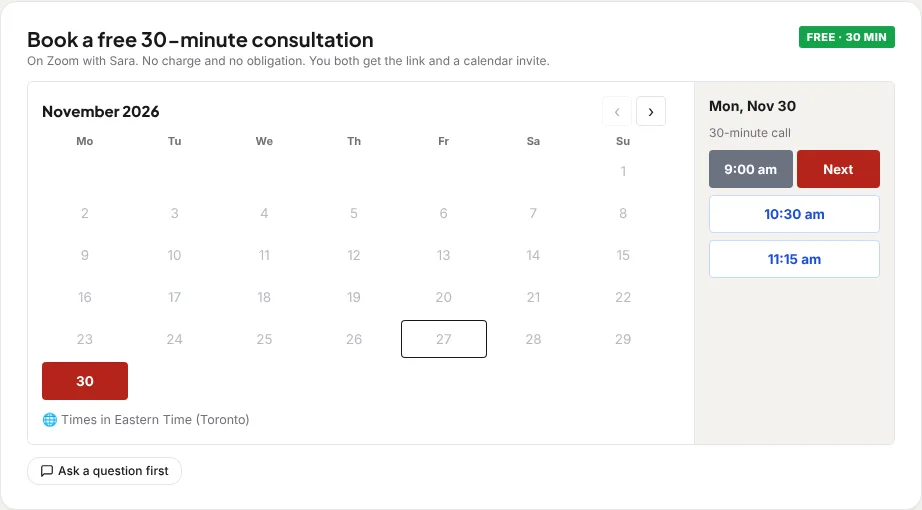 Book a free 30-minute consultation
FREE · 30 MIN
On Zoom with Sara. No charge and no obligation. You both get the link and a calendar invite.
November 2026
‹ ›
Mo Tu We Th Fr Sa Su
1
2 3 4 5 6 7 8
9 10 11 12 13 14 15
16 17 18 19 20 21 22
23 24 25 26 27 28 29
30
Times in Eastern Time (Toronto)
Mon, Nov 30
30-minute call
9:00 am Next
10:30 am
11:15 am
Ask a question first